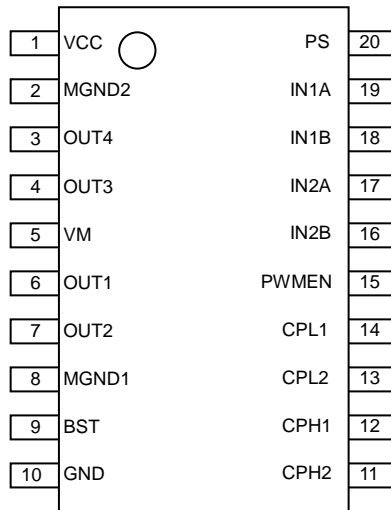 1 VCC PS 20
2 MGND2 IN1A 19
3 OUT4 IN1B 18
4 OUT3 IN2A 17
5 VM IN2B 16
6 OUT1 PWMEN 15
7 OUT2 CPL1 14
8 MGND1 CPL2 13
9 BST CPH1 12
10 GND CPH2 11